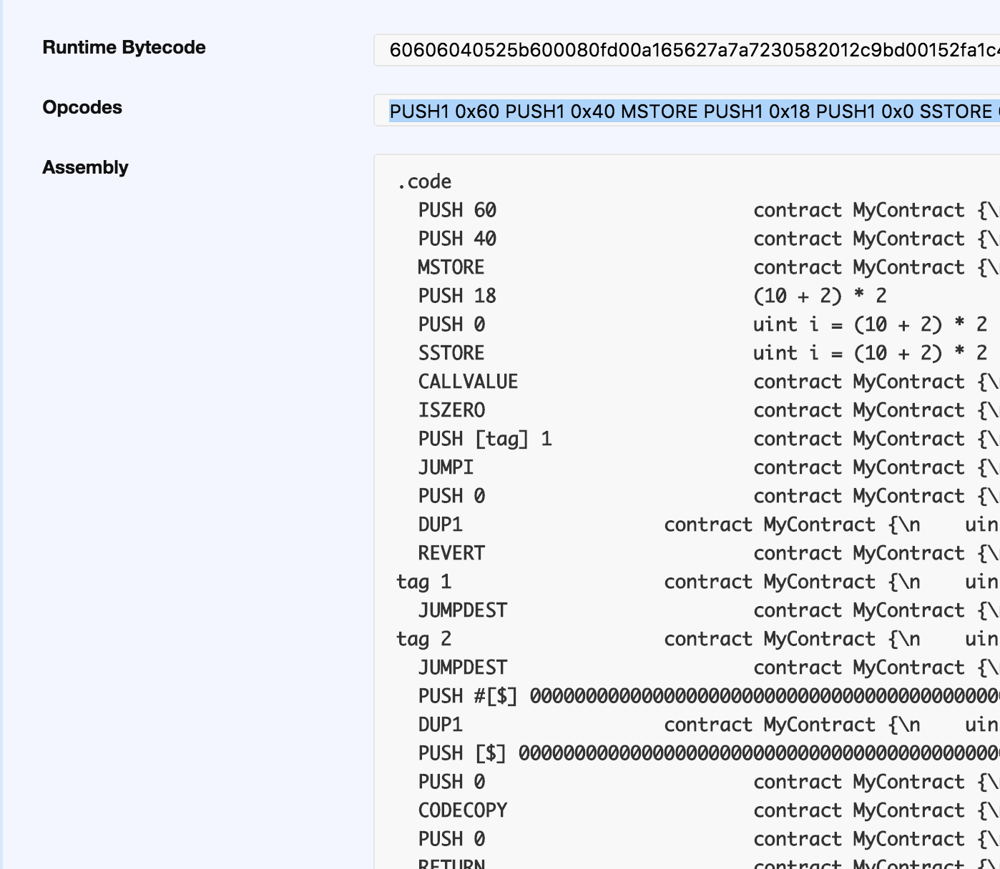 Runtime Bytecode
60606040525b600080fd00a165627a7a7230582012c9bd00152fa1c4
Opcodes
PUSH1 0x60 PUSH1 0x40 MSTORE PUSH1 0x18 PUSH1 0x0 SSTORE
Assembly
.code
PUSH 60 contract MyContract {\
PUSH 40 contract MyContract {\
MSTORE contract MyContract {\
PUSH 18 (10 + 2) * 2
PUSH 0 uint i = (10 + 2) * 2
SSTORE uint i = (10 + 2) * 2
CALLVALUE contract MyContract {\
ISZERO contract MyContract {\
PUSH [tag] 1 contract MyContract {\
JUMPI contract MyContract {\
PUSH 0 contract MyContract {\
DUP1 contract MyContract {\n uin
REVERT contract MyContract {\
tag 1 contract MyContract {\n uin
JUMPDEST contract MyContract {\
tag 2 contract MyContract {\n uin
JUMPDEST contract MyContract {\
PUSH #[$] 000000000000000000000000000000000000000000
DUP1 contract MyContract {\n uin
PUSH [$] 0000000000000000000000000000000000000000000
PUSH 0 contract MyContract {\
CODECOPY contract MyContract {\
PUSH 0 contract MyContract {\
RETURN contract MyContract {\